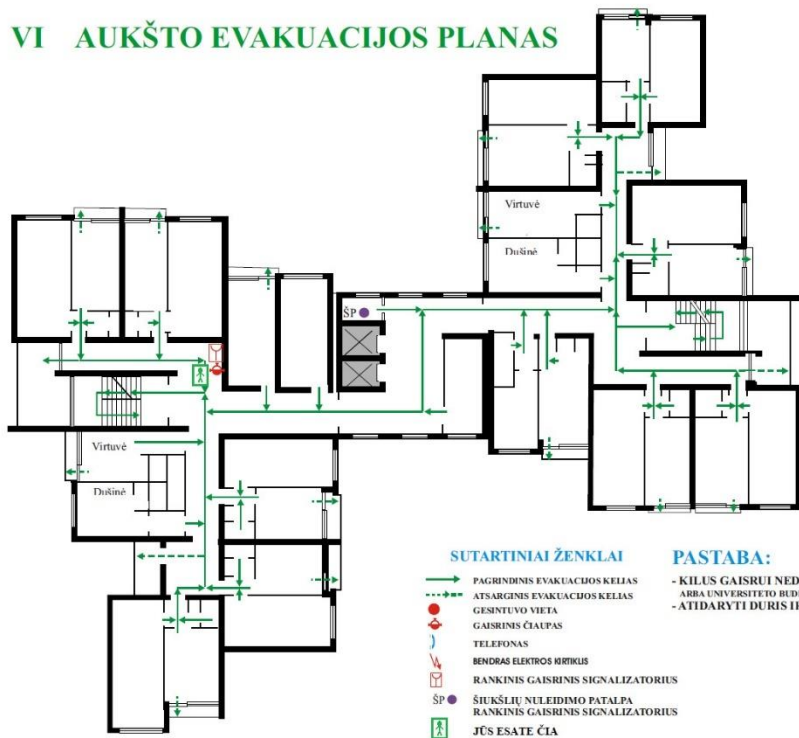 VI AUKŠTO EVAKUACIJOS PLANAS
Virtuvė
Dušinė
ŠP
Virtuvė
Dušinė
SUTARTINIAI ŽENKLAI
PAGRINDINIS EVAKUACIJOS KELIAS
ATSARGINIS EVAKUACIJOS KELIAS
GESINTUVO VIETA
GAISRINIS ČIAUPAS
TELEFONAS
BENDRAS ELEKTROS KIRTIKLIS
RANKINIS GAISRINIS SIGNALIZATORIUS
ŠP ŠIUKŠLIŲ NULEIDIMO PATALPA
RANKINIS GAISRINIS SIGNALIZATORIUS
JŪS ESATE ČIA
PASTABA:
- KILUS GAISRUI NED
ARBA UNIVERSITETO BUD
- ATIDARYTI DURIS